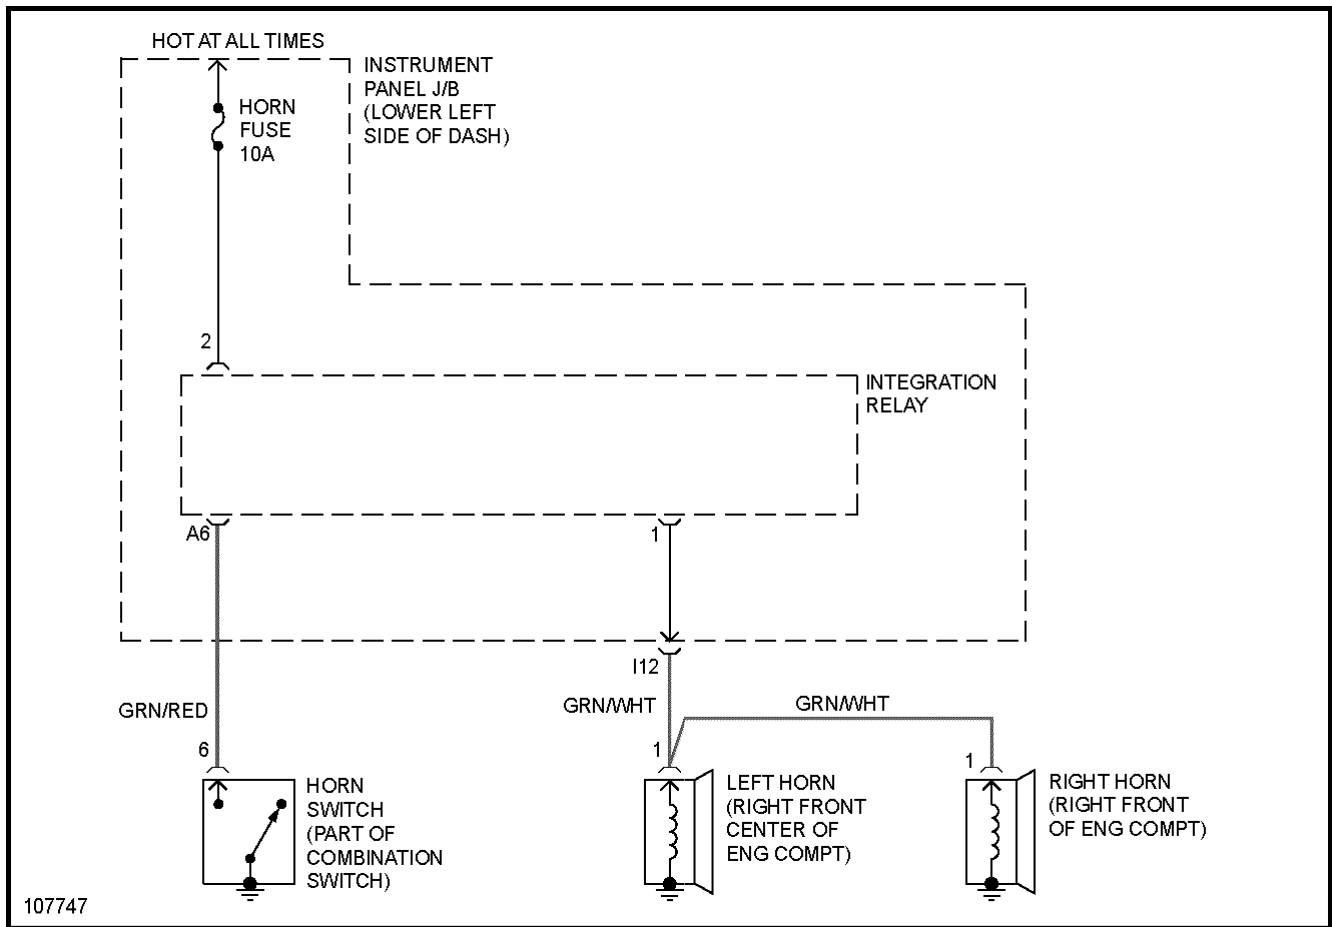 HOT AT ALL TIMES
INSTRUMENT
PANEL J/B
(LOWER LEFT
SIDE OF DASH)
HORN
FUSE
10A
2
INTEGRATION
RELAY
A6
1
I12
GRN/RED
GRN/WHT
GRN/WHT
6
1
1
HORN
SWITCH
(PART OF
COMBINATION
SWITCH)
LEFT HORN
(RIGHT FRONT
CENTER OF
ENG COMPT)
RIGHT HORN
(RIGHT FRONT
OF ENG COMPT)
107747